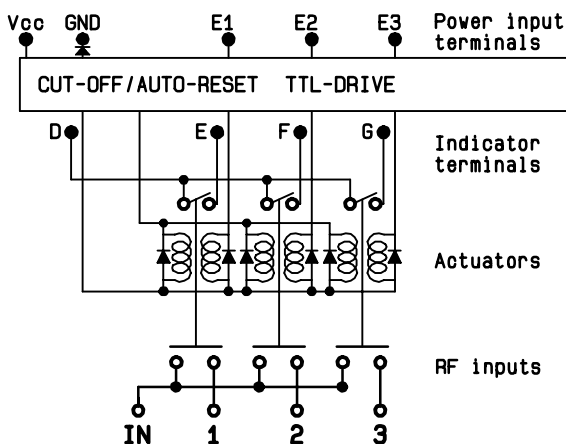 Vcc GND E1 E2 E3 Power input
terminals
CUT-OFF/AUTO-RESET TTL-DRIVE
D E F G Indicator
terminals
Actuators
RF inputs
IN 1 2 3